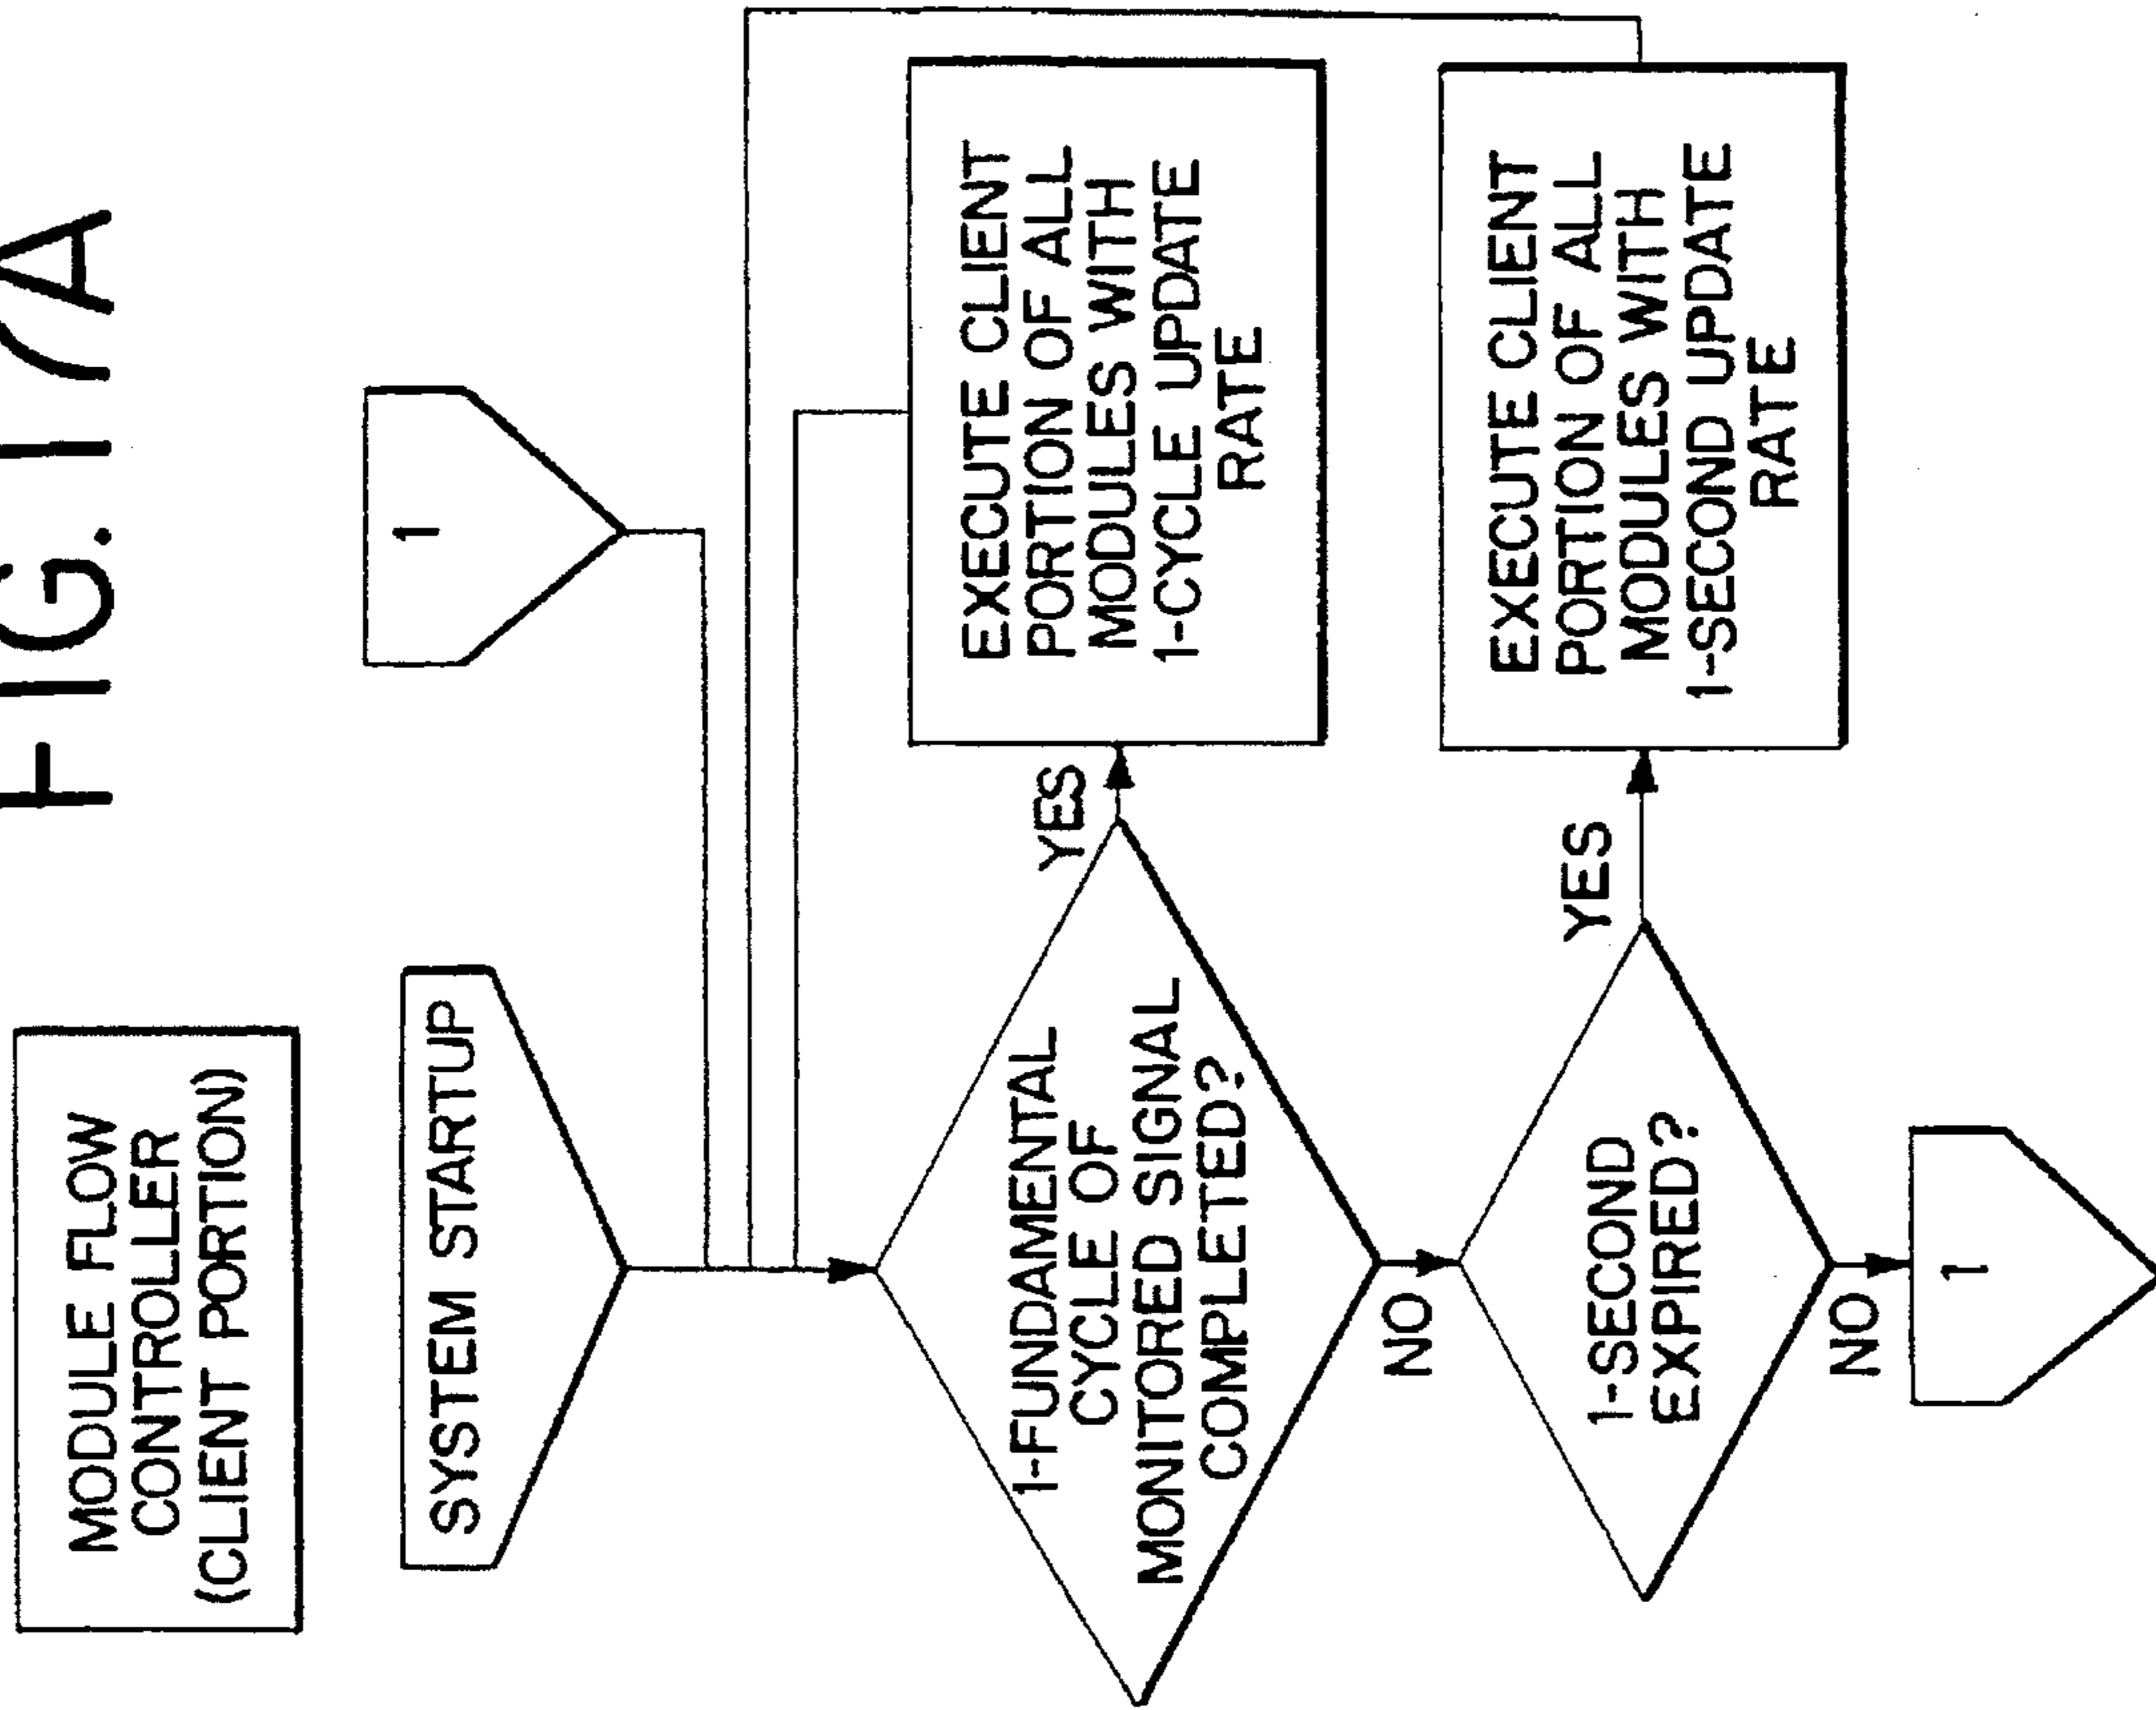 FIG. 17A
MODULE FLOW
CONTROLLER
(CLIENT PORTION)
SYSTEM STARTUP
1
1-FUNDAMENTAL
CYCLE OF
MONITORED SIGNAL
COMPLETED?
YES
EXECUTE CLIENT
PORTION OF ALL
MODULES WITH
1-CYCLE UPDATE
RATE
NO
1-SECOND
EXPIRED?
YES
EXECUTE CLIENT
PORTION OF ALL
MODULES WITH
1-SECOND UPDATE
RATE
NO
1